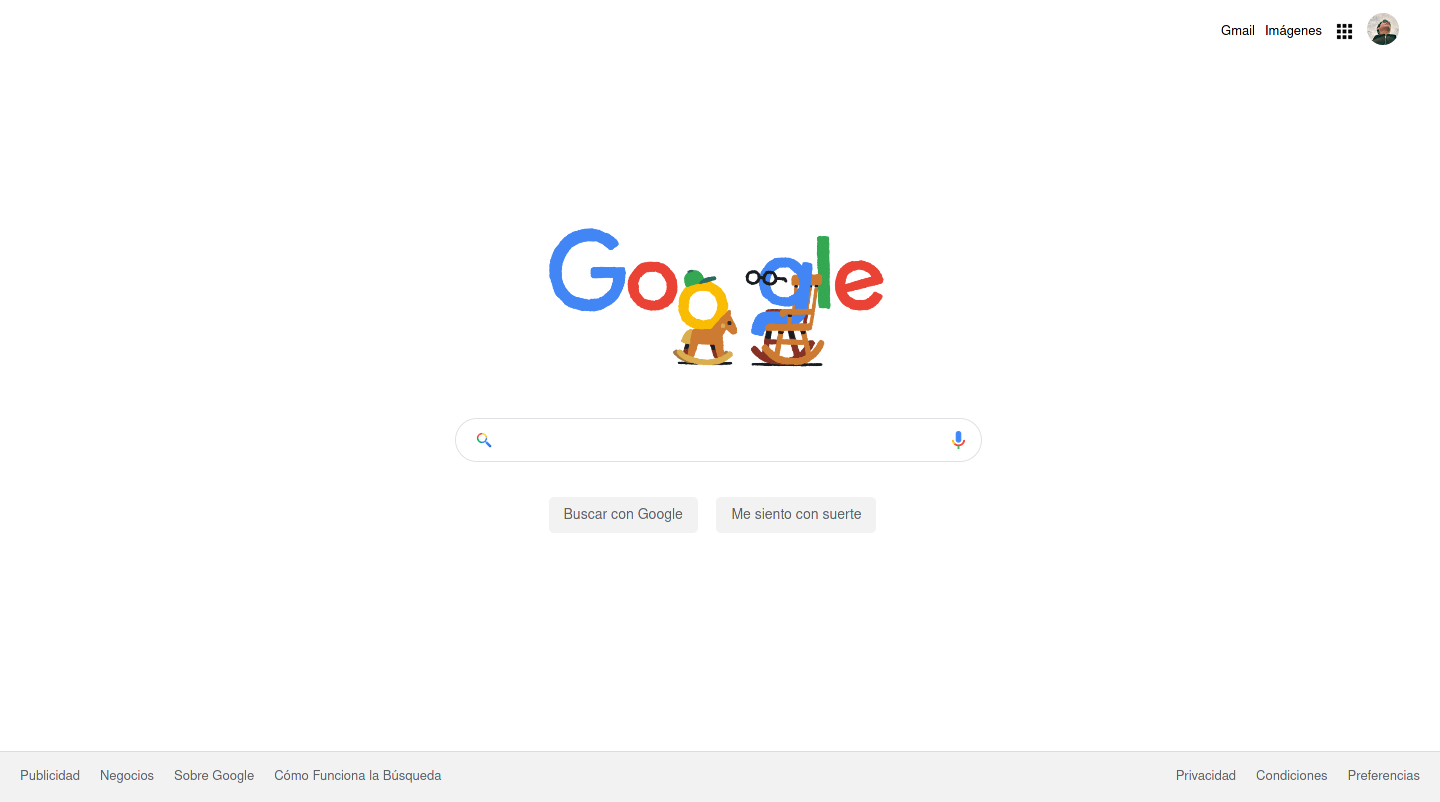 Gmail Imágenes
Google
Buscar con Google Me siento con suerte
Publicidad Negocios Sobre Google Cómo Funciona la Búsqueda Privacidad Condiciones Preferencias